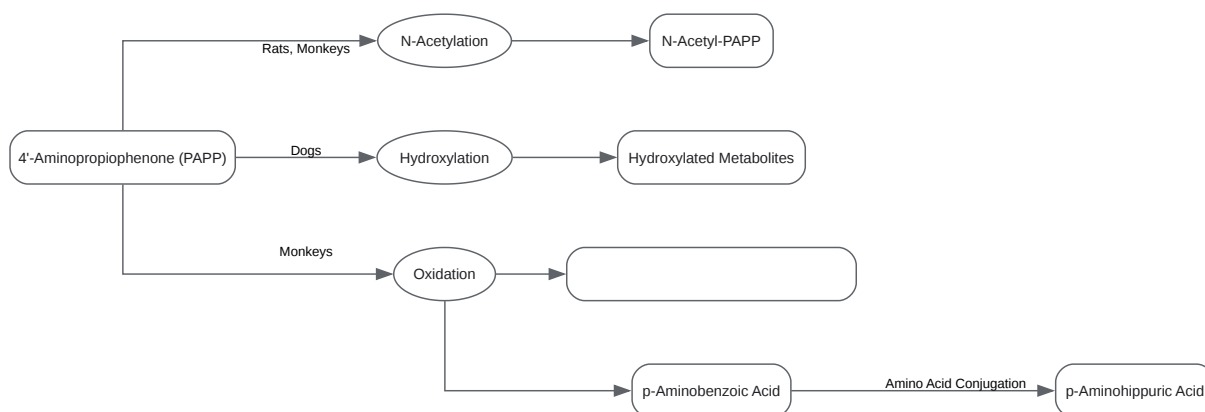 N-Acetylation
N-Acetyl-PAPP
Rats, Monkeys
4'-Aminopropiophenone (PAPP)
Dogs
Hydroxylation
Hydroxylated Metabolites
Monkeys
Oxidation
p-Aminobenzoic Acid
Amino Acid Conjugation
p-Aminohippuric Acid